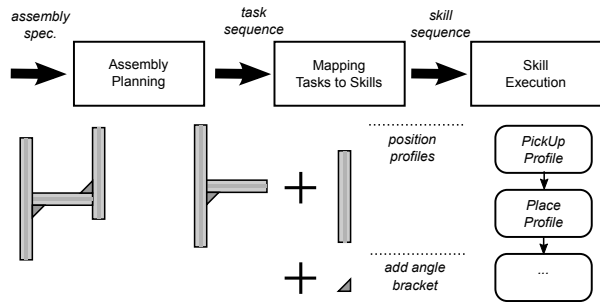 assembly
spec.
task
sequence
skill
sequence
Assembly
Planning
Mapping
Tasks to Skills
Skill
Execution
position
profiles
add angle
bracket
PickUp
Profile
Place
Profile
...